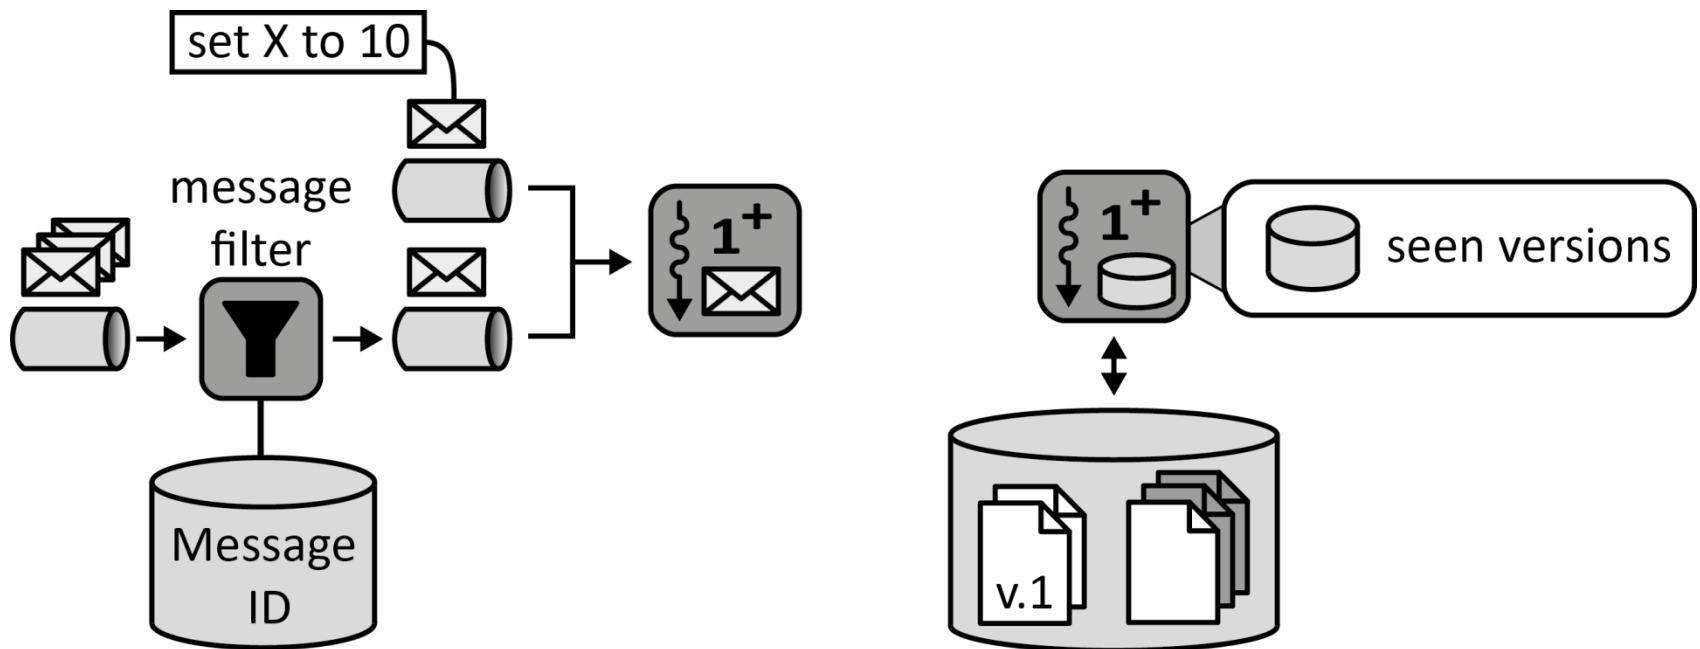 set X to 10
message
filter
1+
Message
ID
1+
seen versions
v.1